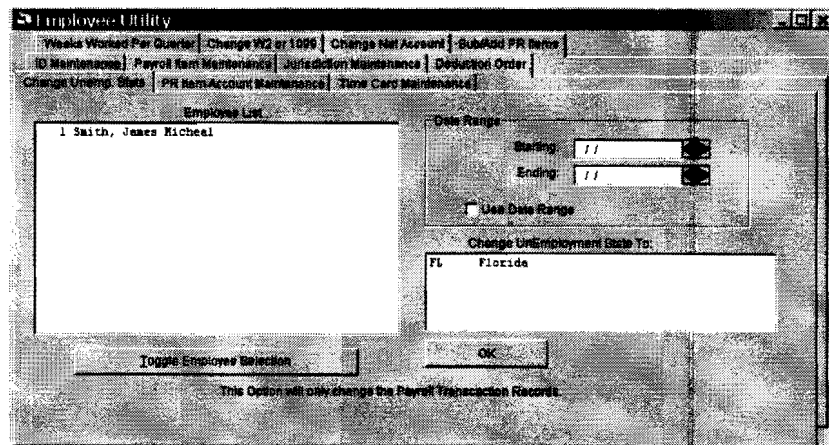 Employee Utility
Weeks Worked Per Quarter Change W2 or 1099 Change Net Account Sub/Add PR Items
ID Maintenance Payroll Item Maintenance Jurisdiction Maintenance Deduction Order
Change Unemp. State PR Item-Account Maintenance Time Card Maintenance
Employee List
1 Smith, James Micheal
Date Range
Starting: / /
Ending: / /
Use Date Range
Change UnEmployment State To:
FL Florida
Toggle Employee Selection
OK
This Option will only change the Payroll Transcaction Records.